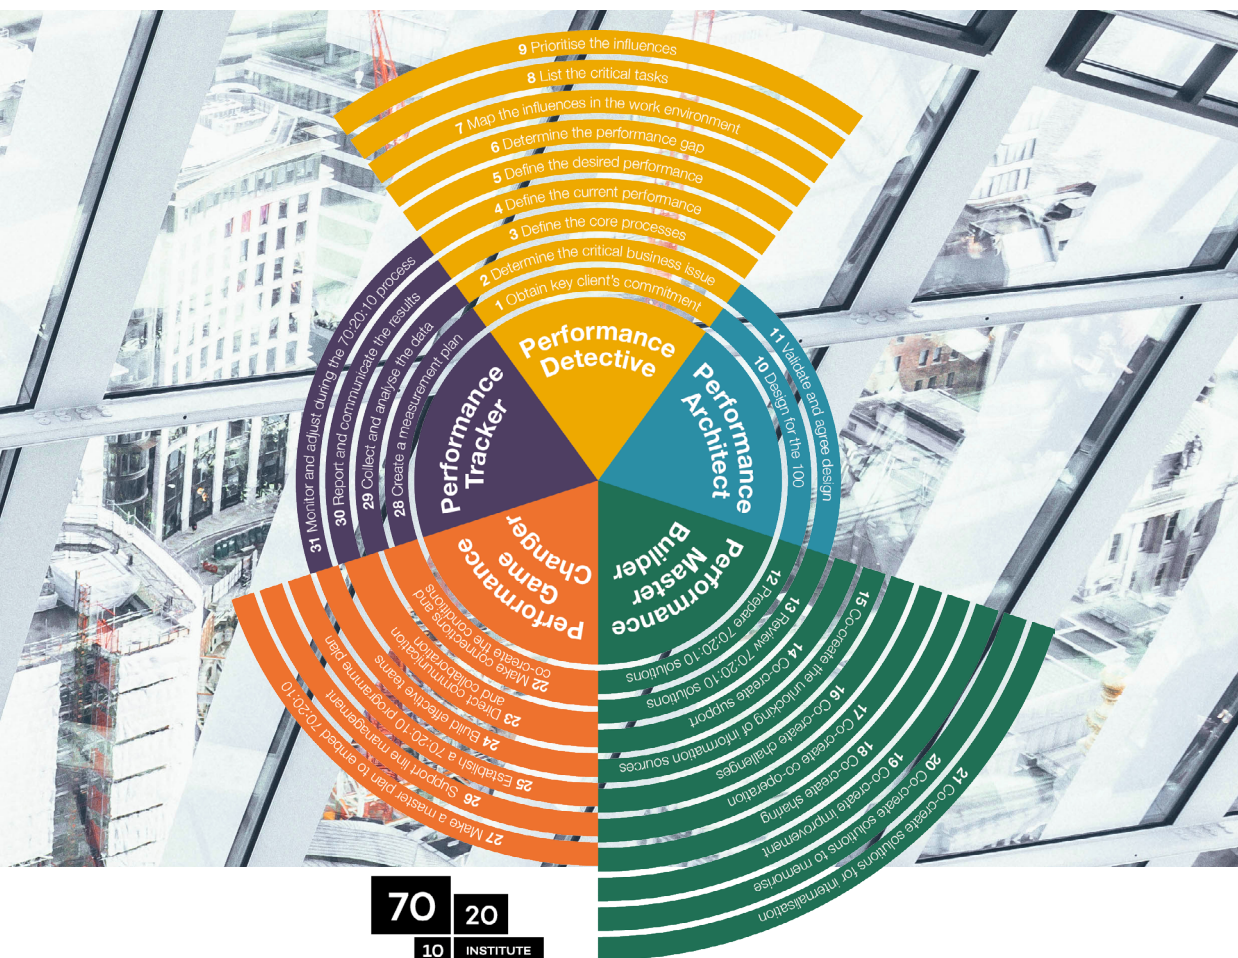 9 Prioritise the influences
8 List the critical tasks
7 Map the influences in the work environment
6 Determine the performance gap
5 Define the desired performance
4 Define the current performance
3 Define the core processes
2 Determine the critical business issue
1 Obtain key client's commitment
Performance
Detective
11 Validate and agree design
10 Design for the 100
Performance
Architect
Performance
Master
Builder
12 Prepare 70:20:10 solutions
13 Review 70:20:10 solutions
14 Co-create support
15 Co-create the unlocking of information sources
16 Co-create challenges
17 Co-create co-operation
18 Co-create sharing
19 Co-create improvement
20 Co-create solutions to memorise
21 Co-create solutions for internalisation
Performance
Game
Changer
22 Make connections and
co-create the conditions
23 Direct communication
and collaboration
24 Build effective teams
25 Establish a 70:20:10 programme plan
26 Support line management
27 Make a master plan to embed 70:20:10
Performance
Tracker
28 Create a measurement plan
29 Collect and analyse the data
30 Report and communicate the results
31 Monitor and adjust during the 70:20:10 process
70
20
10
INSTITUTE